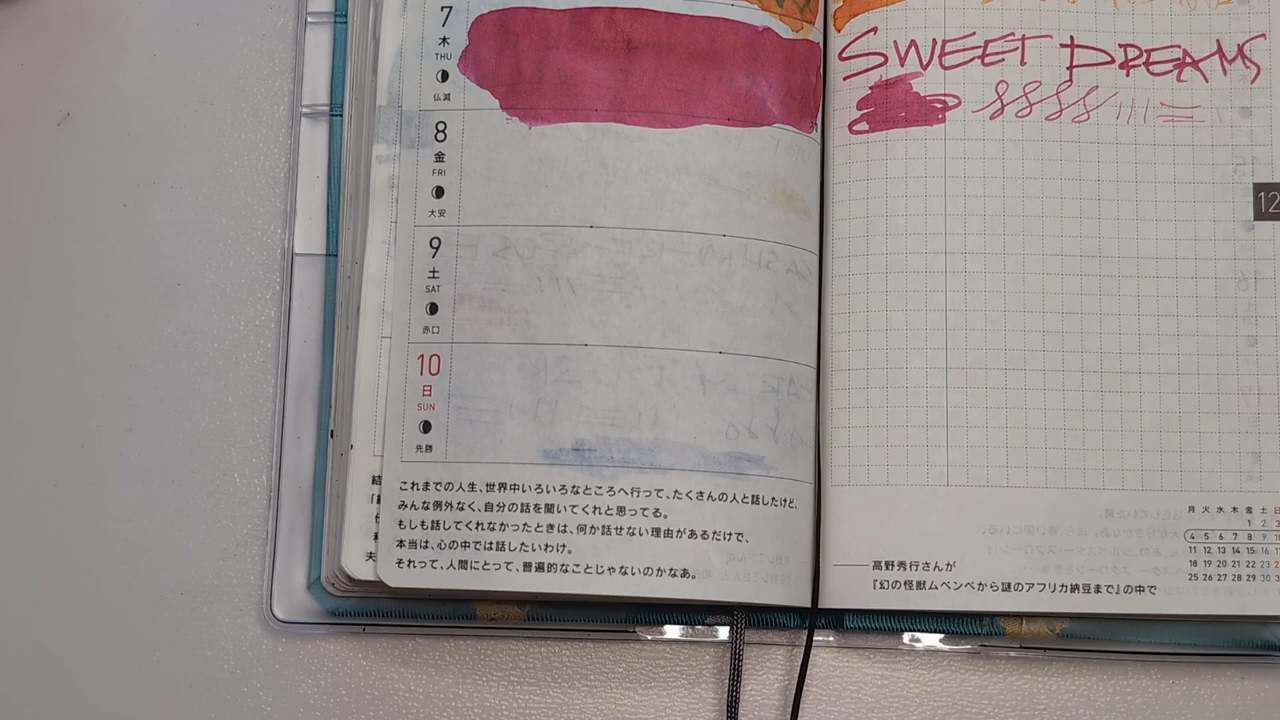 7
木
THU
仏滅
8
金
FRI
大安
9
土
SAT
赤口
10
日
SUN
先勝
これまでの人生、世界中いろいろなところへ行って、たくさんの人と話したけど、
みんな例外なく、自分の話を聞いてくれと思ってる。
もしも話してくれなかったときは、何か話せない理由があるだけで、
本当は、心の中では話したいわけ。
それって、人間にとって、普遍的なことじゃないのかなあ。
SWEET DREAMS
12
高野秀行さんが
『幻の怪獣ムベンベから謎のアフリカ納豆まで』の中で
月 火 水 木 金 土 日
1 2 3
4 5 6 7 8 9 10
11 12 13 14 15 16
18 19 20 21 22 23
25 26 27 28 29 30